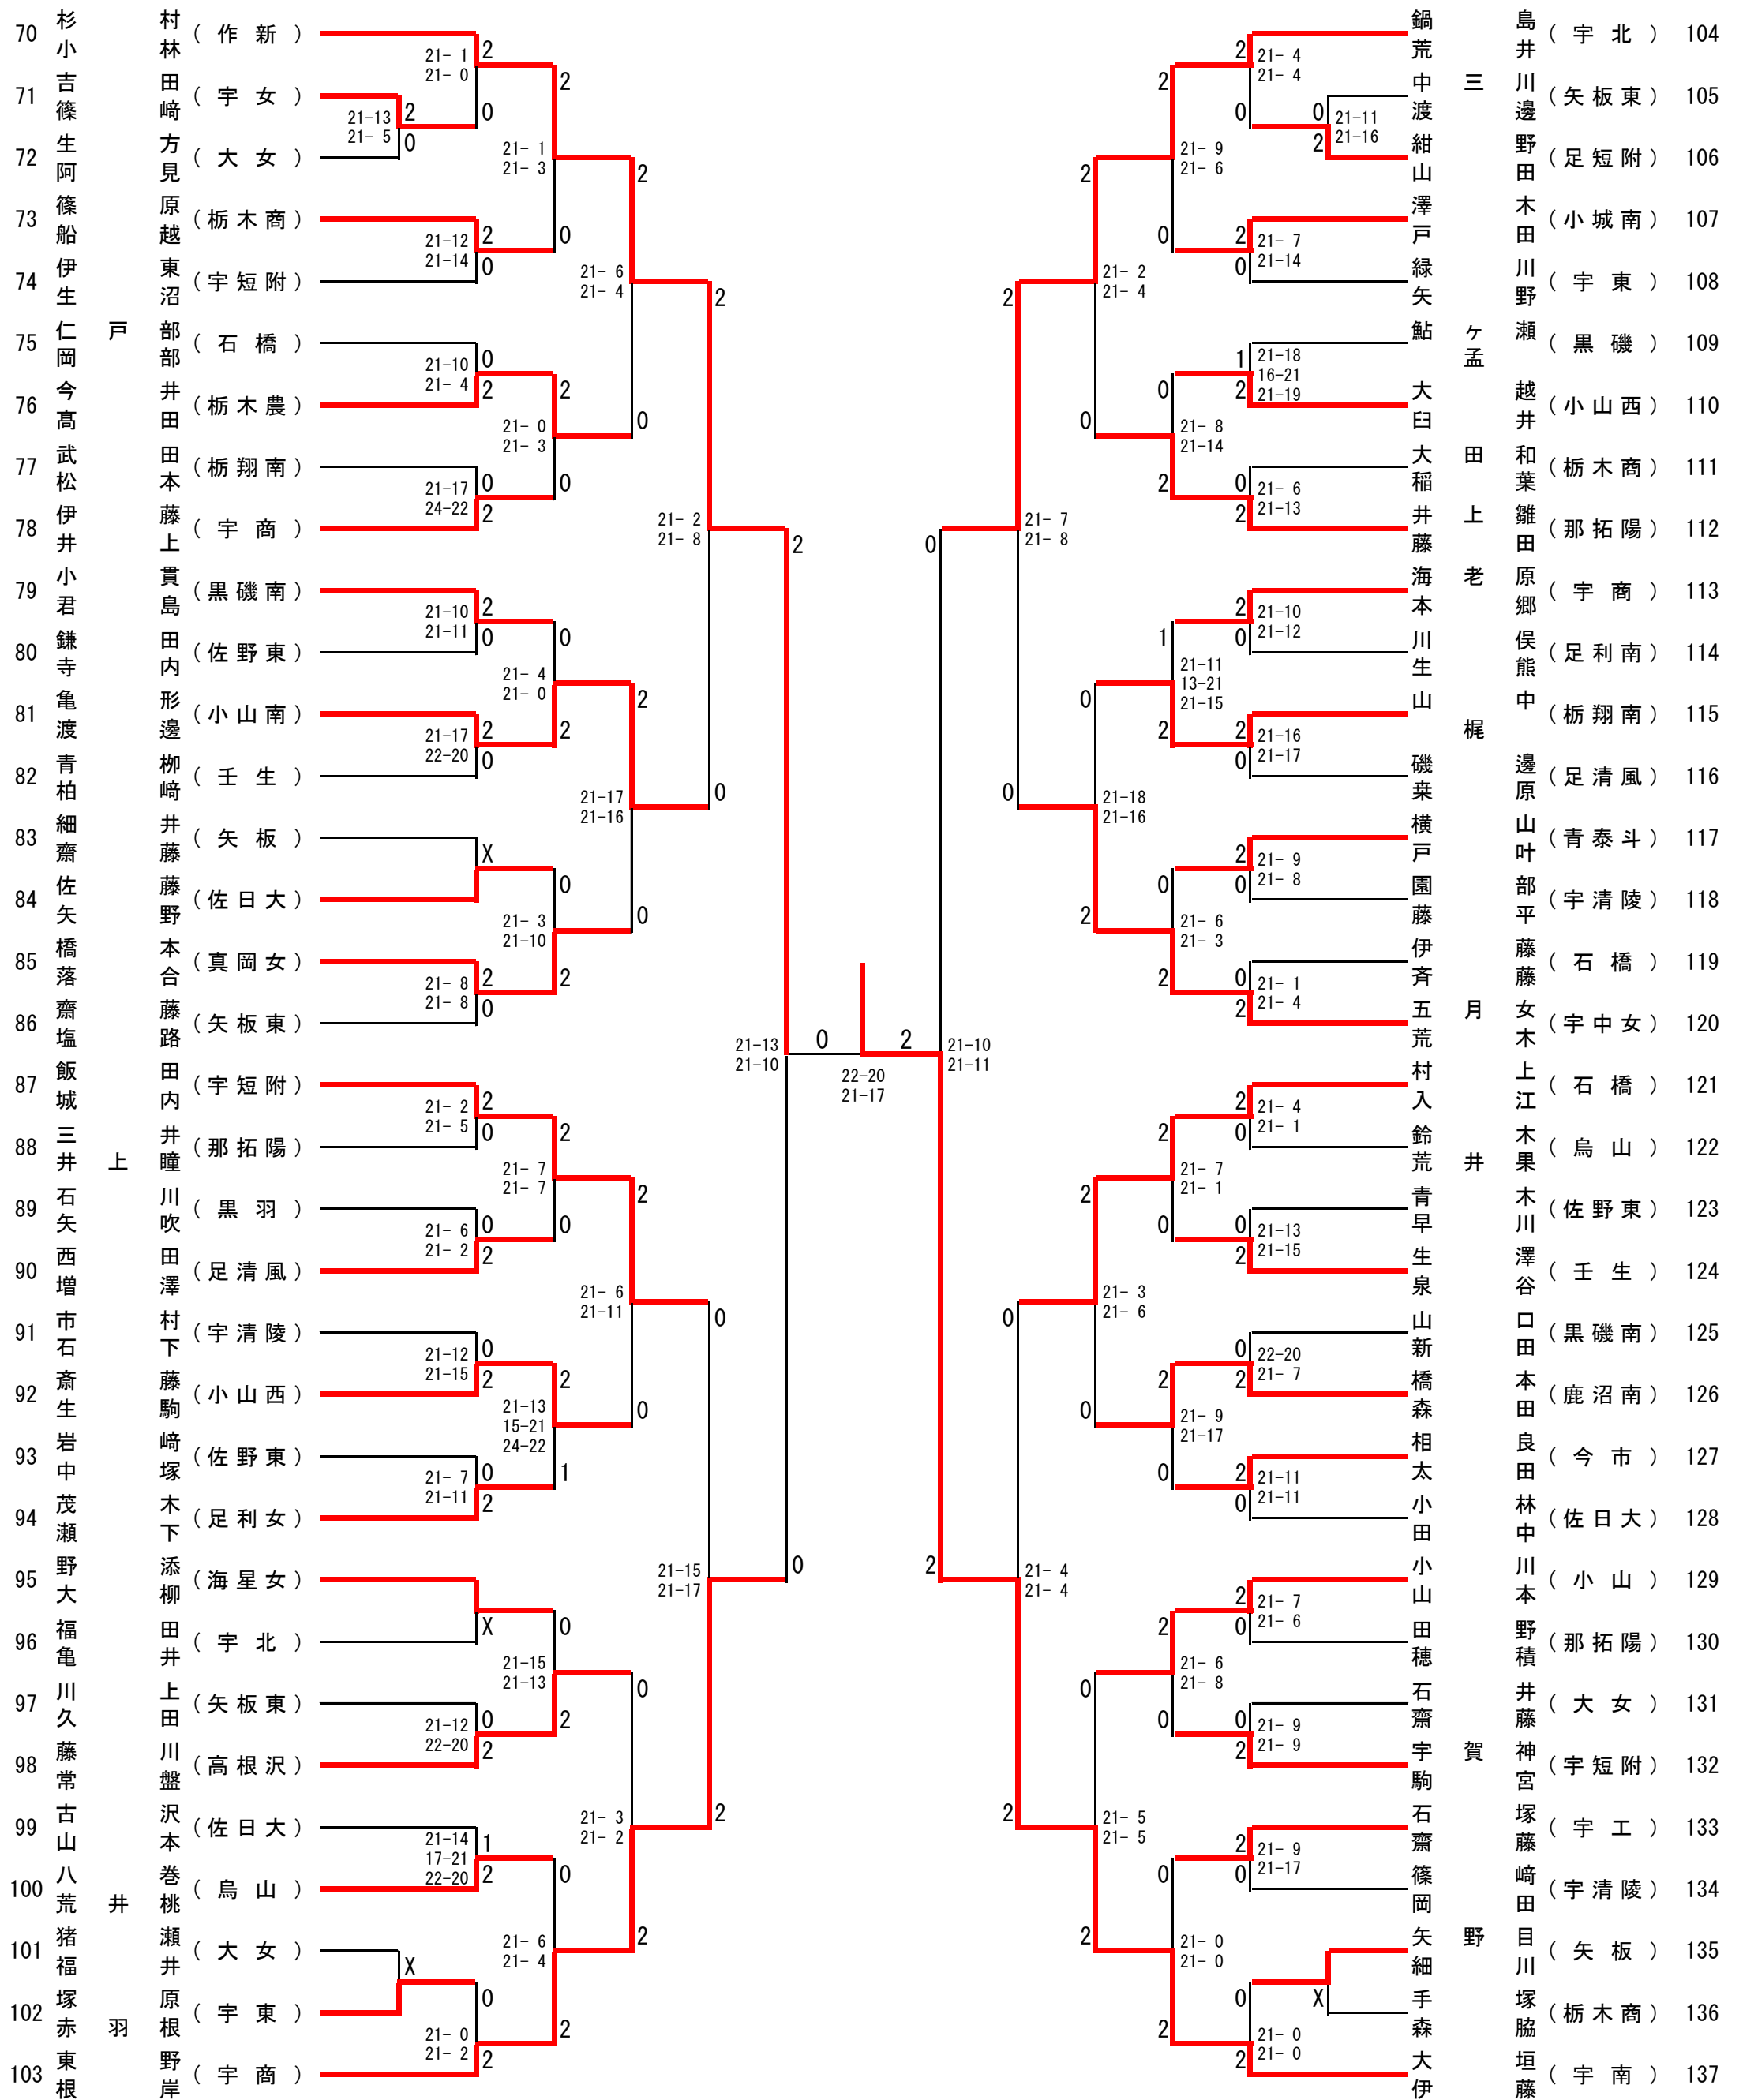 70 杉村 小林 (作新)
71 吉田 篠﨑 (宇女)
72 生方 阿見 (大女)
73 篠原 船越 (栃木商)
74 伊東 生沼 (宇短附)
75 仁戸部 岡部 (石橋)
76 今井 髙田 (栃木農)
77 武田 松本 (栃翔南)
78 伊藤 井上 (宇商)
79 小貫 君島 (黒磯南)
80 鎌田 寺内 (佐野東)
81 亀形 渡邊 (小山南)
82 青栁 柏﨑 (壬生)
83 細井 齋藤 (矢板)
84 佐藤 矢野 (佐日大)
85 橋本 落合 (真岡女)
86 齋藤 塩路 (矢板東)
87 飯田 城内 (宇短附)
88 三井 井上瞳 (那拓陽)
89 石川 矢吹 (黒羽)
90 西田 増澤 (足清風)
91 市村 石下 (宇清陵)
92 斎藤 生駒 (小山西)
93 岩﨑 中塚 (佐野東)
94 茂木 瀬下 (足利女)
95 野添 大柳 (海星女)
96 福田 亀井 (宇北)
97 川上 久田 (矢板東)
98 藤川 常盤 (高根沢)
99 古沢 山本 (佐日大)
100 八巻 荒井桃 (烏山)
101 猪瀬 福井 (大女)
102 塚原 赤羽根 (宇東)
103 東野 根岸 (宇商)
21- 1 21- 0 2 0
21-13 21- 5 2 0
21-12 21-14 2 0
21-10 21- 4 0 2
21-17 24-22 0 2
21-10 21-11 2 0
21-17 22-20 2 0
X
21- 8 21- 8 2 0
21- 2 21- 5 2 0
21- 6 21- 2 0 2
21-12 21-15 0 2
21- 7 21-11 0 2
X
21-12 22-20 0 2
21-14 17-21 22-20 1 2
X
21- 0 21- 2 0 2
21- 1 21- 3 2 0
21- 0 21- 3 2 0
21- 4 21- 0 0 2
21- 3 21-10 0 2
21- 7 21- 7 2 0
21-13 15-21 24-22 2 1
21-15 21-13 0 2
21- 6 21- 4 0 2
21- 6 21- 4 2 0
21-17 21-16 2 0
21- 6 21-11 2 0
21- 3 21- 2 0 2
21- 2 21- 8 2 0
21-15 21-17 0 2
21-13 21-10 2 0
0 2 22-20 21-17
21-10 21-11 0 2
21- 7 21- 8 2 0
21- 4 21- 4 0 2
21- 2 21- 4 2 0
21-18 21-16 0 2
21- 3 21- 6 2 0
21- 5 21- 5 0 2
21- 9 21- 6 2 0
21- 8 21-14 0 2
21-11 13-21 21-15 1 2
21- 6 21- 3 0 2
21- 7 21- 1 2 0
21- 9 21-17 2 0
21- 6 21- 8 2 0
21- 0 21- 0 0 2
2 0 21- 4 21- 4
0 2 21-11 21-16
2 0 21- 7 21-14
1 2 21-18 16-21 21-19
0 2 21- 6 21-13
2 0 21-10 21-12
2 0 21-16 21-17
2 0 21- 9 21- 8
0 2 21- 1 21- 4
2 0 21- 4 21- 1
0 2 21-13 21-15
0 2 22-20 21- 7
2 0 21-11 21-11
2 0 21- 7 21- 6
0 2 21- 9 21- 9
2 0 21- 9 21-17
X
0 2 21- 0 21- 0
鍋島 荒井 (宇北) 104
中三川 渡邊 (矢板東) 105
紺野 山田 (足短附) 106
澤木 戸田 (小城南) 107
緑川 矢野 (宇東) 108
鮎ヶ瀬 孟 (黒磯) 109
大越 臼井 (小山西) 110
大田和 稲葉 (栃木商) 111
井上雛 藤田 (那拓陽) 112
海老原 本郷 (宇商) 113
川俣 生熊 (足利南) 114
山中 梶 (栃翔南) 115
磯邊 菜原 (足清風) 116
横山 戸叶 (青泰斗) 117
園部 藤平 (宇清陵) 118
伊藤 斉藤 (石橋) 119
五月女 荒木 (宇中女) 120
村上 入江 (石橋) 121
鈴木 荒井果 (烏山) 122
青木 早川 (佐野東) 123
生澤 泉谷 (壬生) 124
山口 新田 (黒磯南) 125
橋本 森田 (鹿沼南) 126
相良 太田 (今市) 127
小林 田中 (佐日大) 128
小川 山本 (小山) 129
田野 穂積 (那拓陽) 130
石井 齋藤 (大女) 131
宇賀神 駒宮 (宇短附) 132
石塚 齋藤 (宇工) 133
篠﨑 岡田 (宇清陵) 134
矢野目 細川 (矢板) 135
手塚 森脇 (栃木商) 136
大垣 伊藤 (宇南) 137